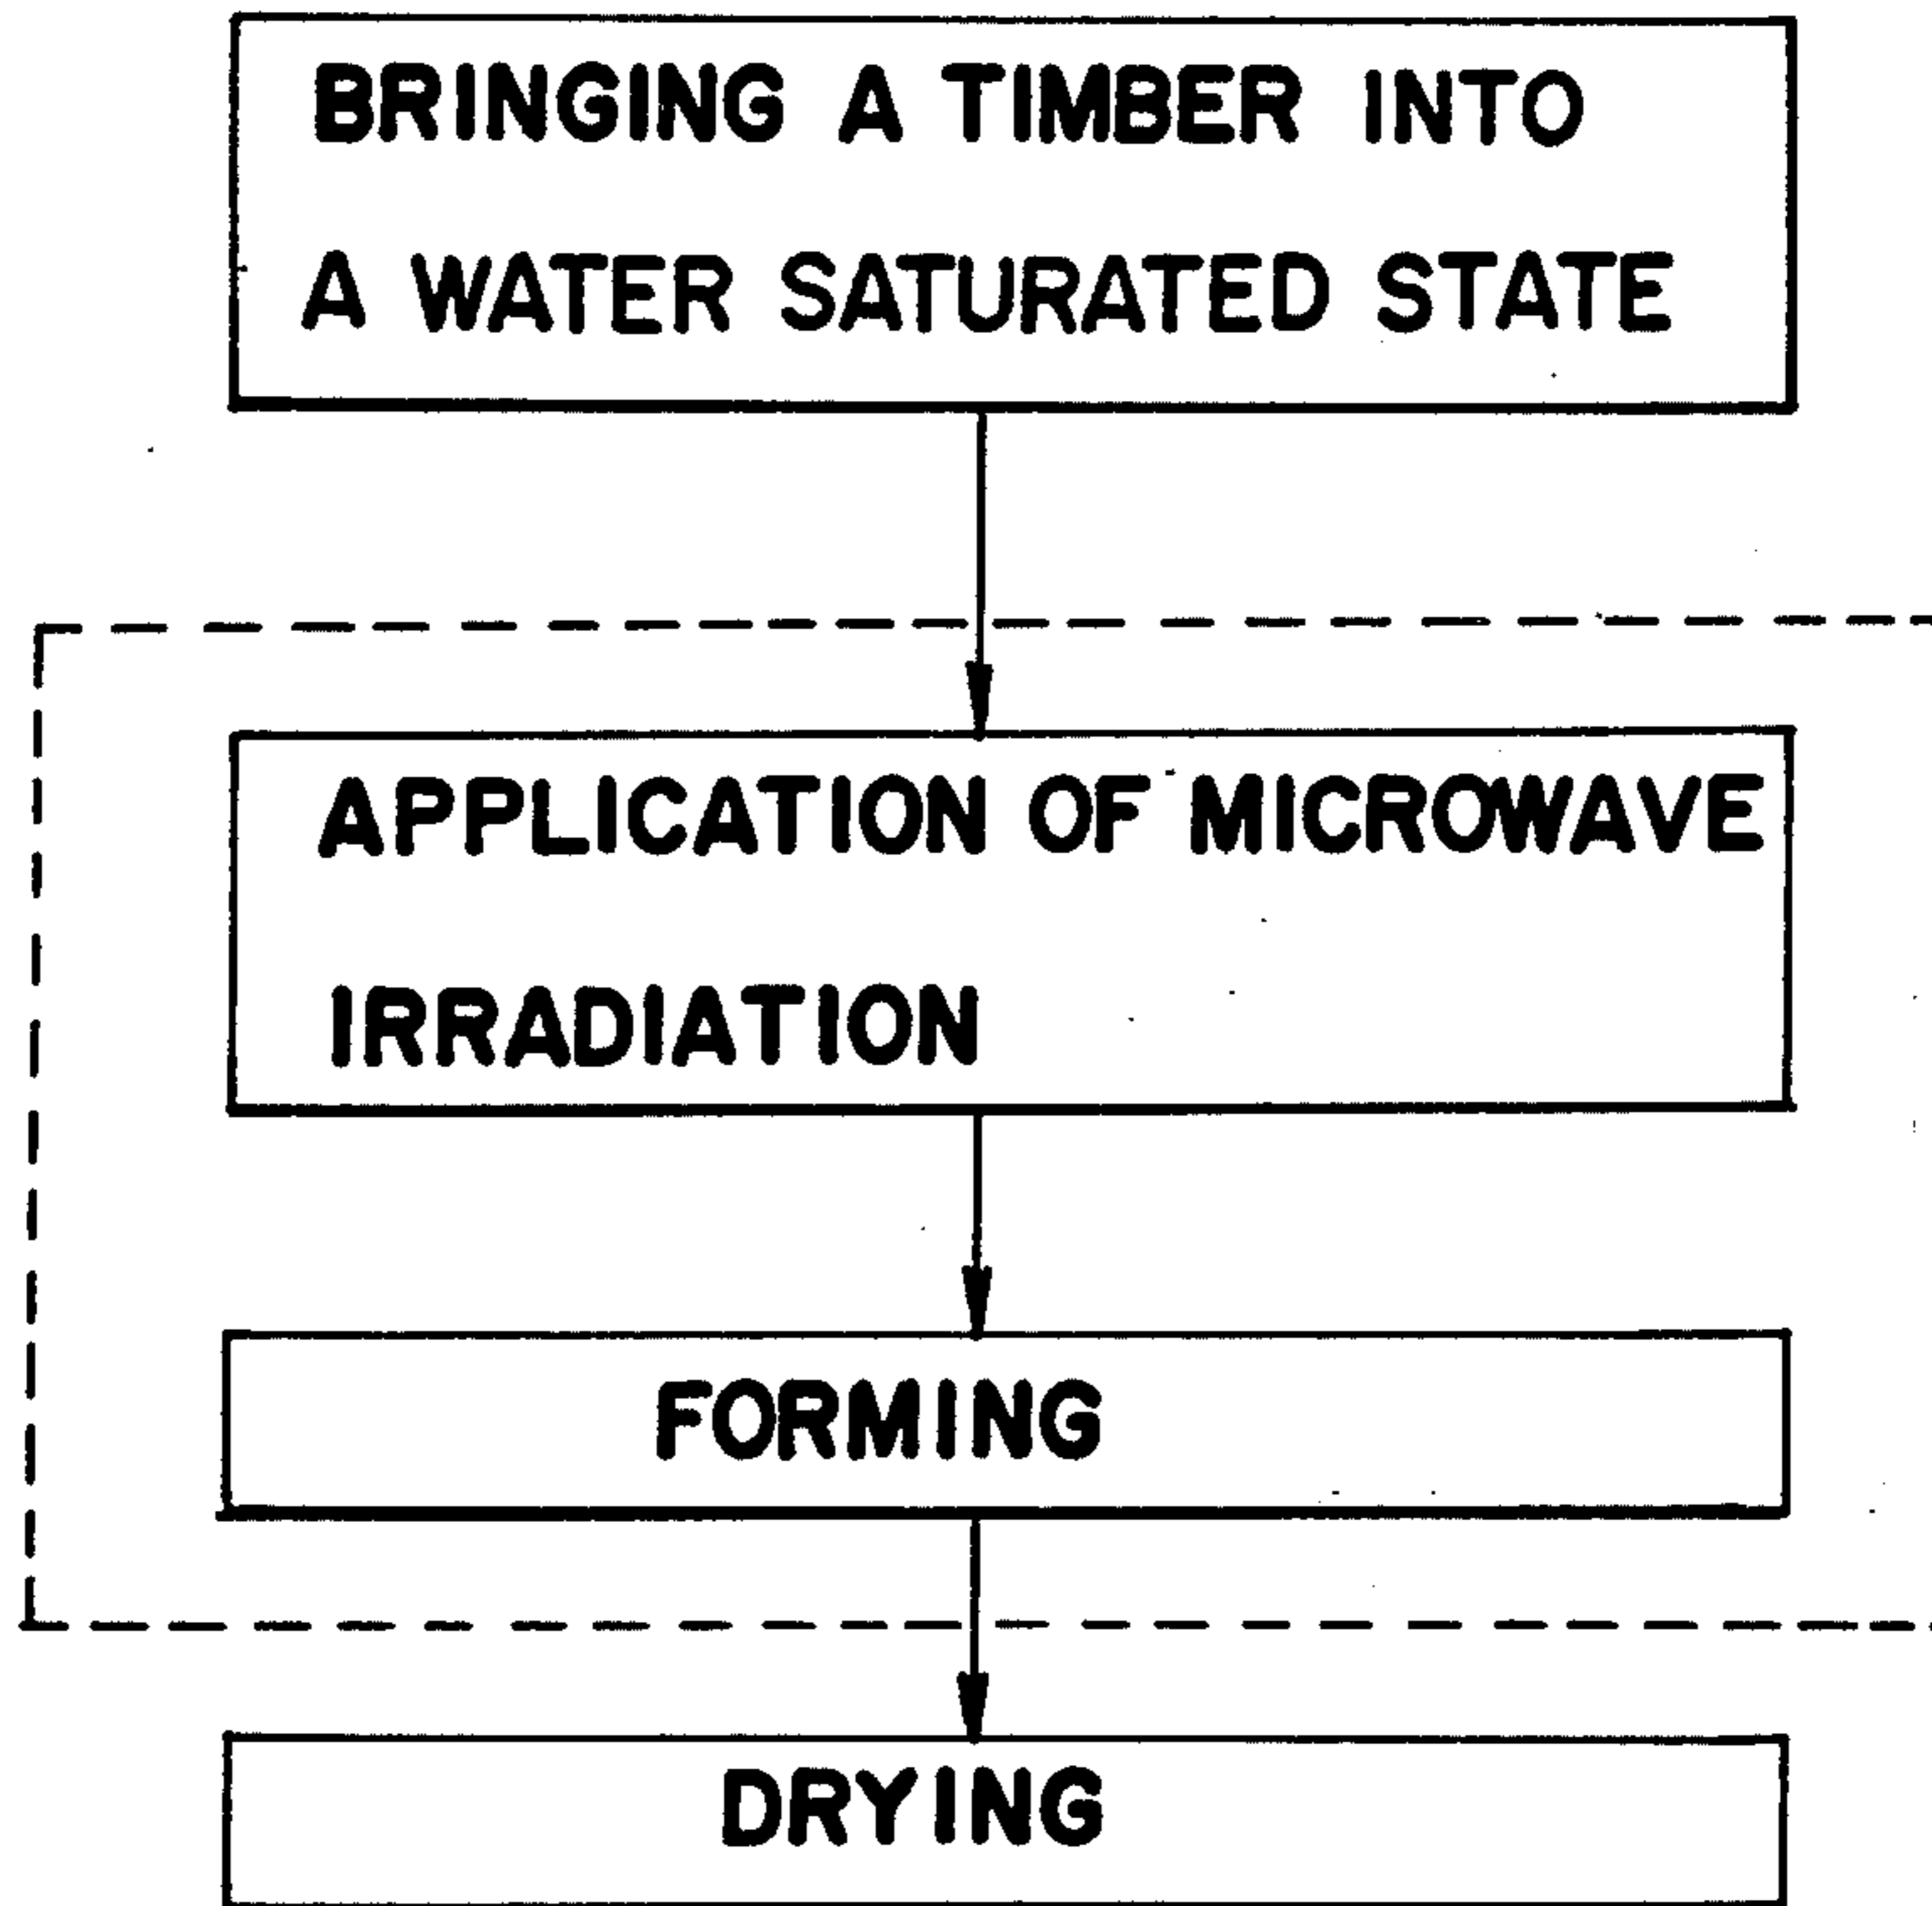 BRINGING A TIMBER INTO
A WATER SATURATED STATE
APPLICATION OF MICROWAVE
IRRADIATION
FORMING
DRYING